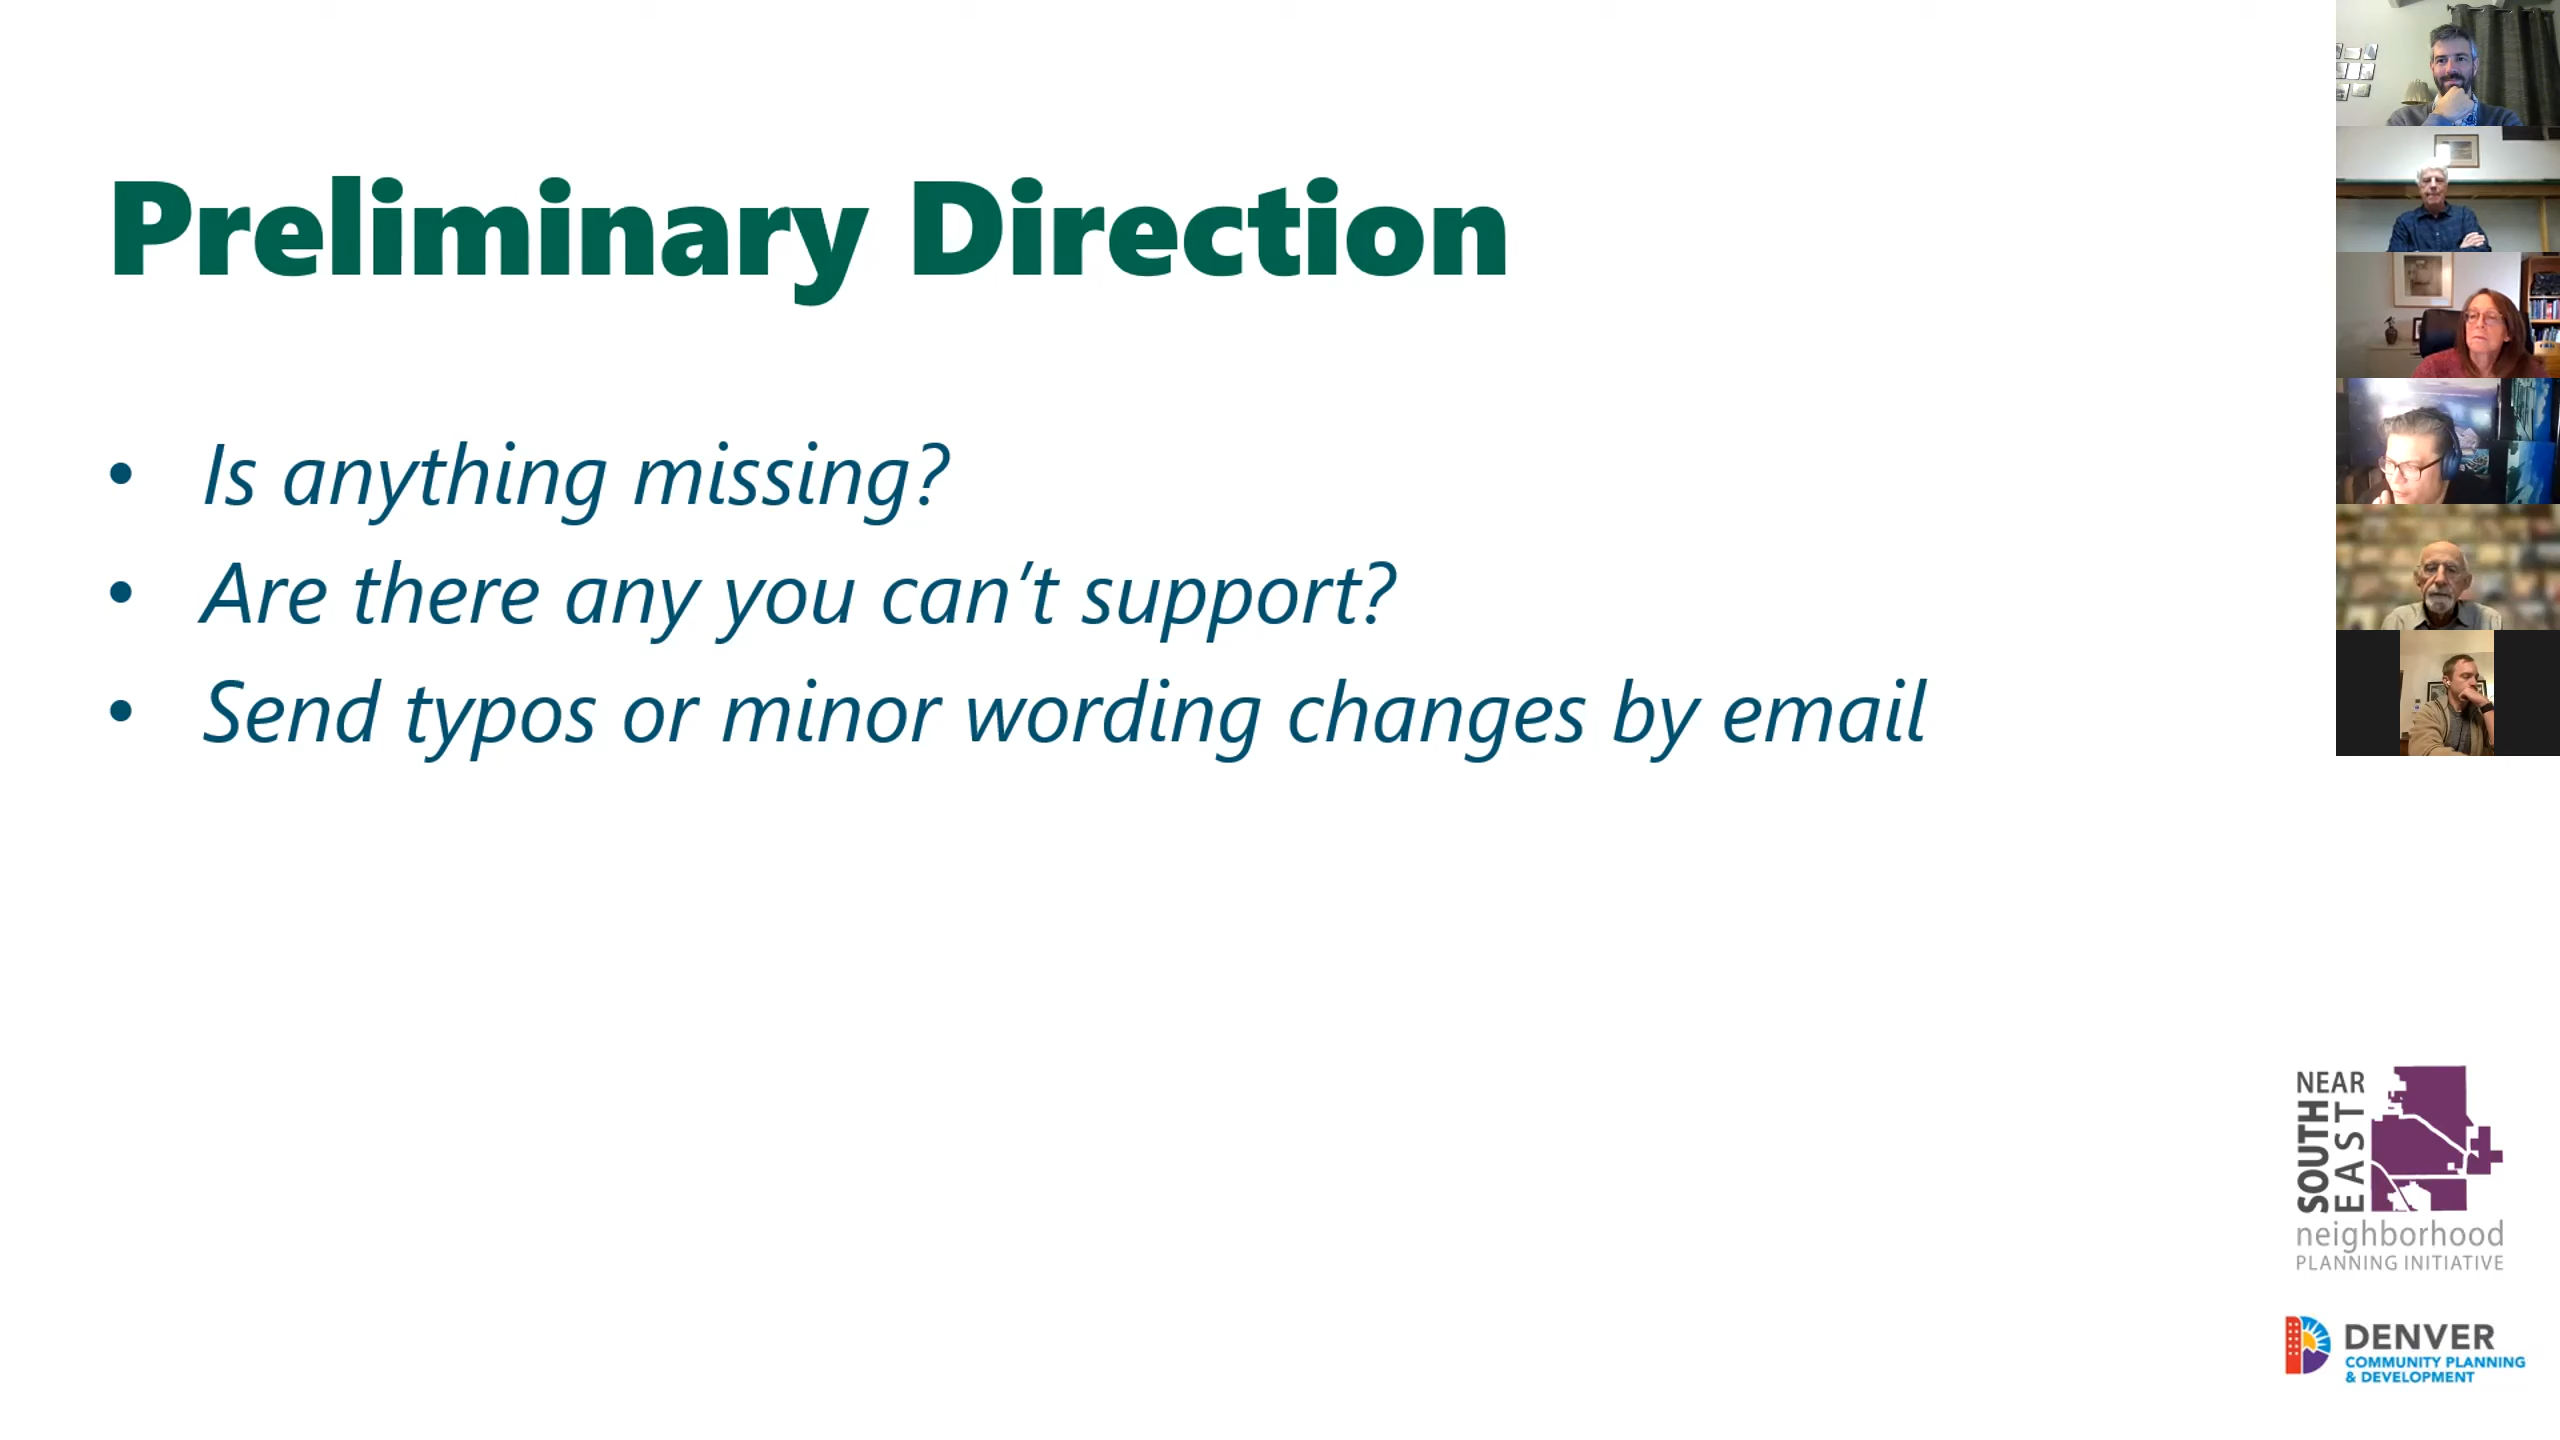 Preliminary Direction
• Is anything missing?
• Are there any you can’t support?
• Send typos or minor wording changes by email
NEAR
SOUTH
EAST
neighborhood
PLANNING INITIATIVE
DENVER
COMMUNITY PLANNING
& DEVELOPMENT